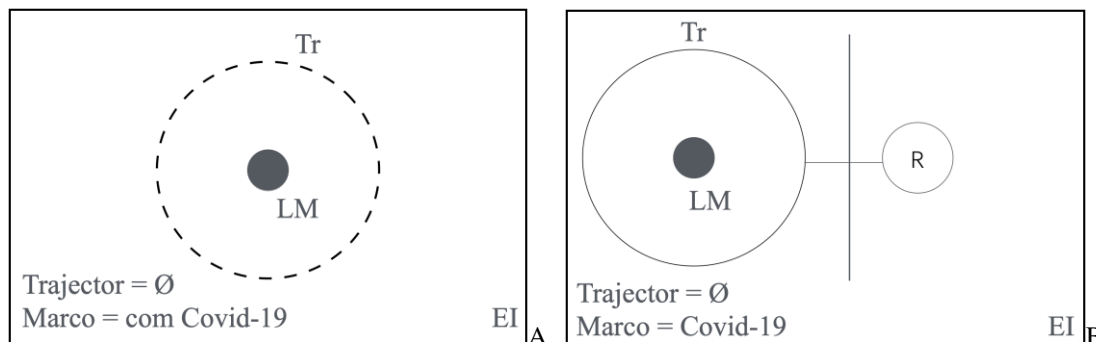 Tr
LM
Trajector = Ø
Marco = com Covid-19
EI
A
Tr
LM
R
Trajector = Ø
Marco = Covid-19
EI
B